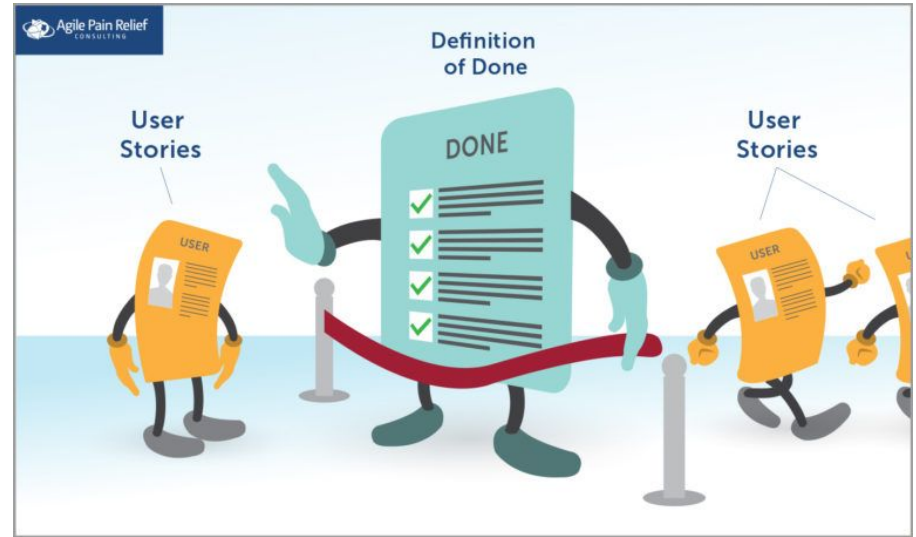 Agile Pain Relief
CONSULTING
Definition
of Done
User
Stories
User
Stories
DONE
USER
USER